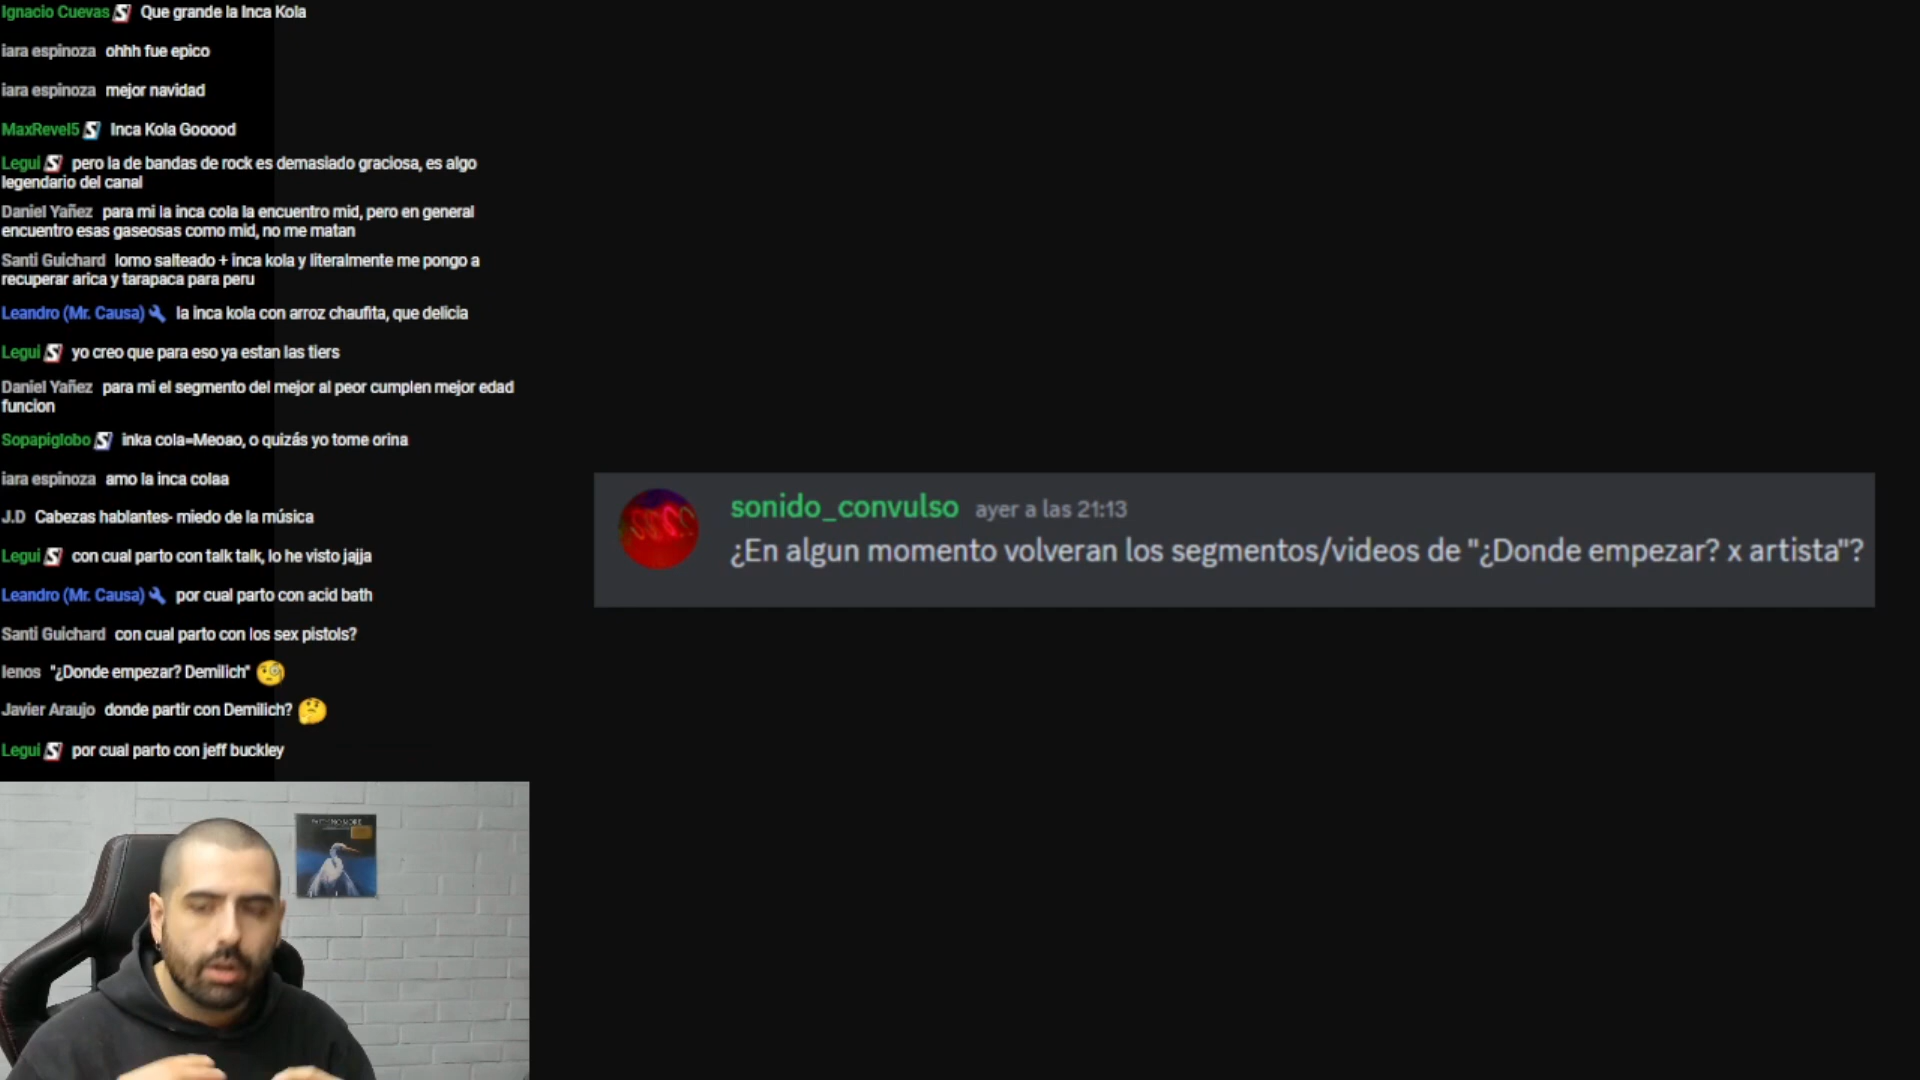 Ignacio Cuevas Que grande la Inca Kola
iara espinoza ohhh fue epico
iara espinoza mejor navidad
MaxRevel5 Inca Kola Gooood
Legui pero la de bandas de rock es demasiado graciosa, es algo
legendario del canal
Daniel Yañez para mi la inca cola la encuentro mid, pero en general
encuentro esas gaseosas como mid, no me matan
Santi Guichard lomo salteado + inca kola y literalmente me pongo a
recuperar arica y tarapaca para peru
Leandro (Mr. Causa) la inca kola con arroz chaufita, que delicia
Legui yo creo que para eso ya estan las tiers
Daniel Yañez para mi el segmento del mejor al peor cumplen mejor edad
funcion
Sopapiglobo inka cola=Meoao, o quizás yo tome orina
iara espinoza amo la inca colaa
J.D Cabezas hablantes- miedo de la música
Legui con cual parto con talk talk, lo he visto jajja
Leandro (Mr. Causa) por cual parto con acid bath
Santi Guichard con cual parto con los sex pistols?
lenos "¿Donde empezar? Demilich"
Javier Araujo donde partir con Demilich?
Legui por cual parto con jeff buckley
sonido_convulso ayer a las 21:13
¿En algun momento volveran los segmentos/videos de "¿Donde empezar? x artista"?
FAITH NO MORE